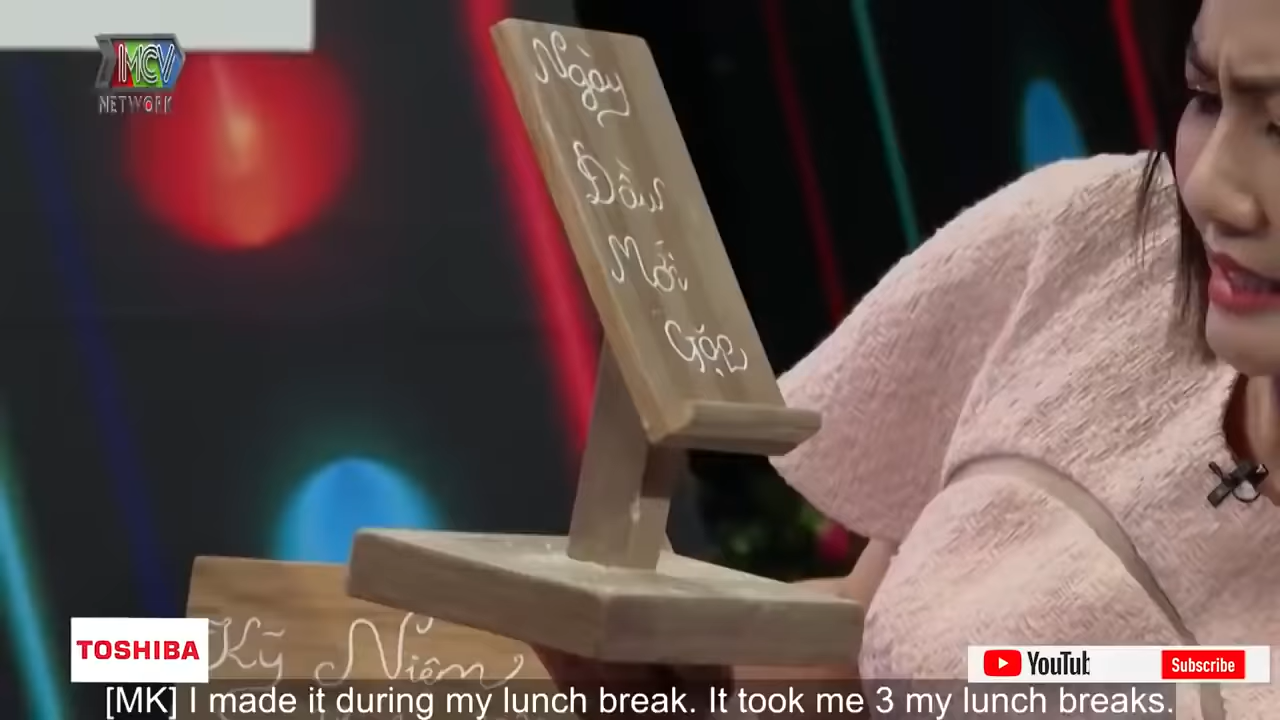 MCV
NETWORK
Ngày
Đầu
Mới
Gặp
Kỹ Niệm
TOSHIBA
YouTub
Subscribe
[MK] I made it during my lunch break. It took me 3 my lunch breaks.